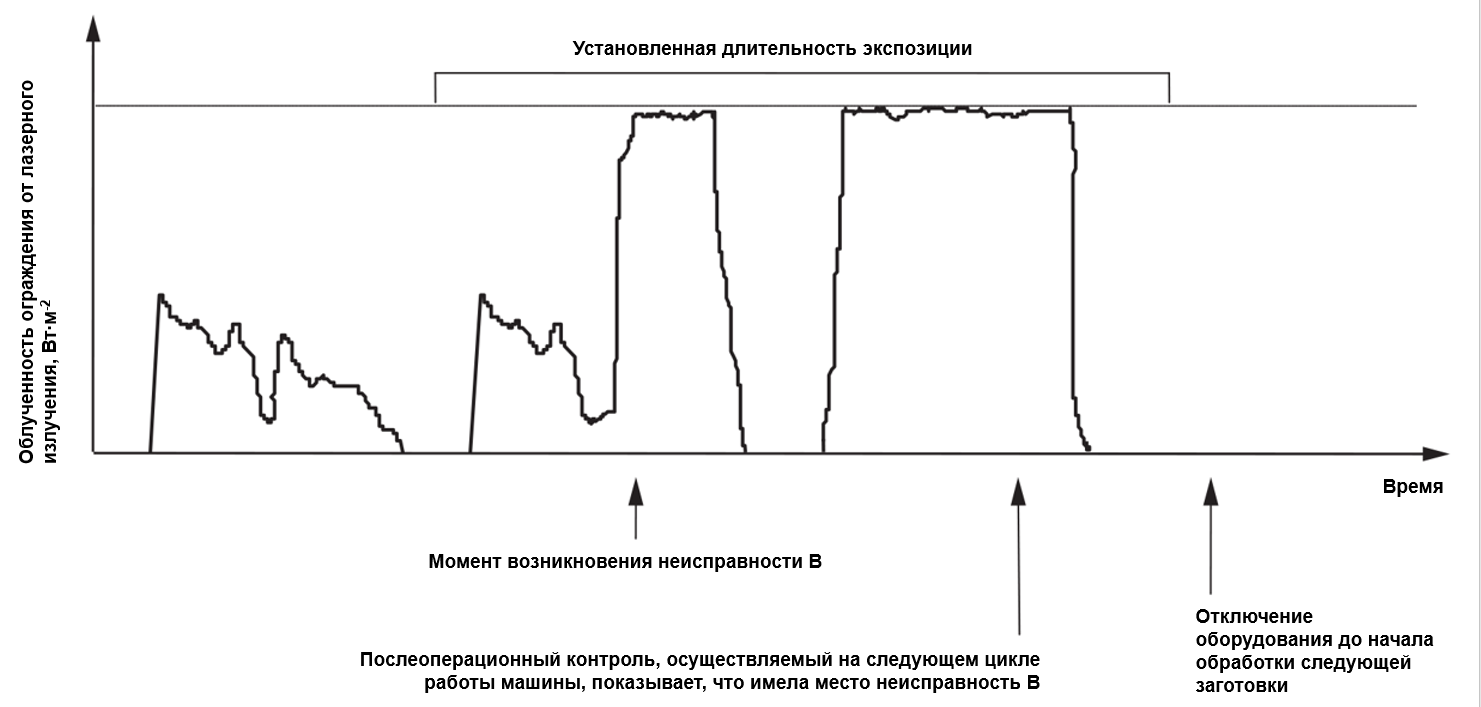 Установленная длительность экспозиции
Облученность ограждения от лазерного
излучения, Вт·м-2
Время
Момент возникновения неисправности В
Послеоперационный контроль, осуществляемый на следующем цикле
работы машины, показывает, что имела место неисправность В
Отключение
оборудования до начала
обработки следующей
заготовки